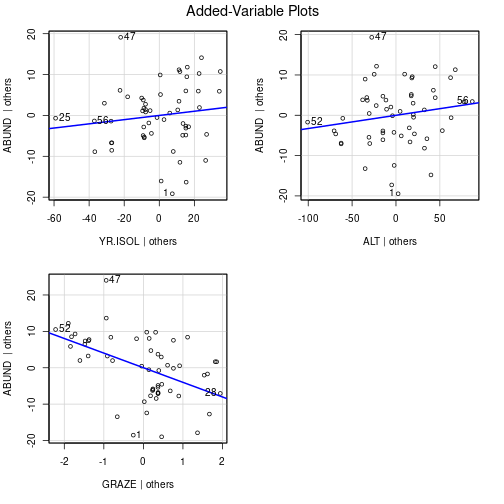 Added-Variable Plots
ABUND | others
20
10
0
-10
-20
47
25
56
1
-60 -40 -20 0 20
YR.ISOL | others
ABUND | others
20
10
0
-10
-20
47
52
56
1
-100 -50 0 50
ALT | others
ABUND | others
20
10
0
-10
-20
47
52
28
1
-2 -1 0 1 2
GRAZE | others